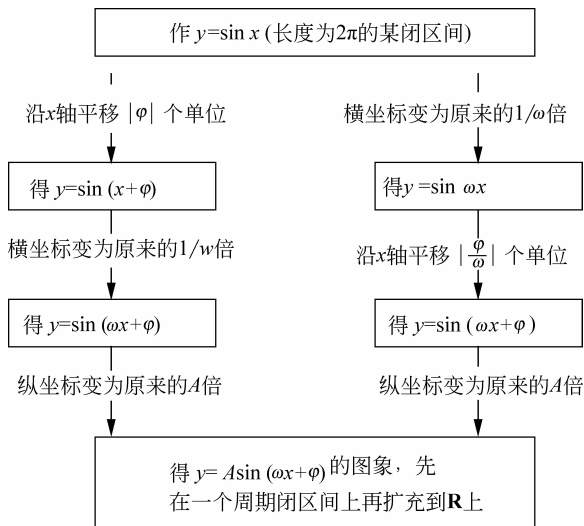 作 y=sin x (长度为2π的某闭区间)
沿x轴平移 |φ| 个单位
横坐标变为原来的1/ω倍
得 y=sin (x+φ)
得y =sin ωx
横坐标变为原来的1/w倍
沿x轴平移 |φ/ω| 个单位
得 y=sin (ωx+φ)
得 y=sin (ωx+φ)
纵坐标变为原来的A倍
纵坐标变为原来的A倍
得 y= Asin (ωx+φ) 的图象，先
在一个周期闭区间上再扩充到R上